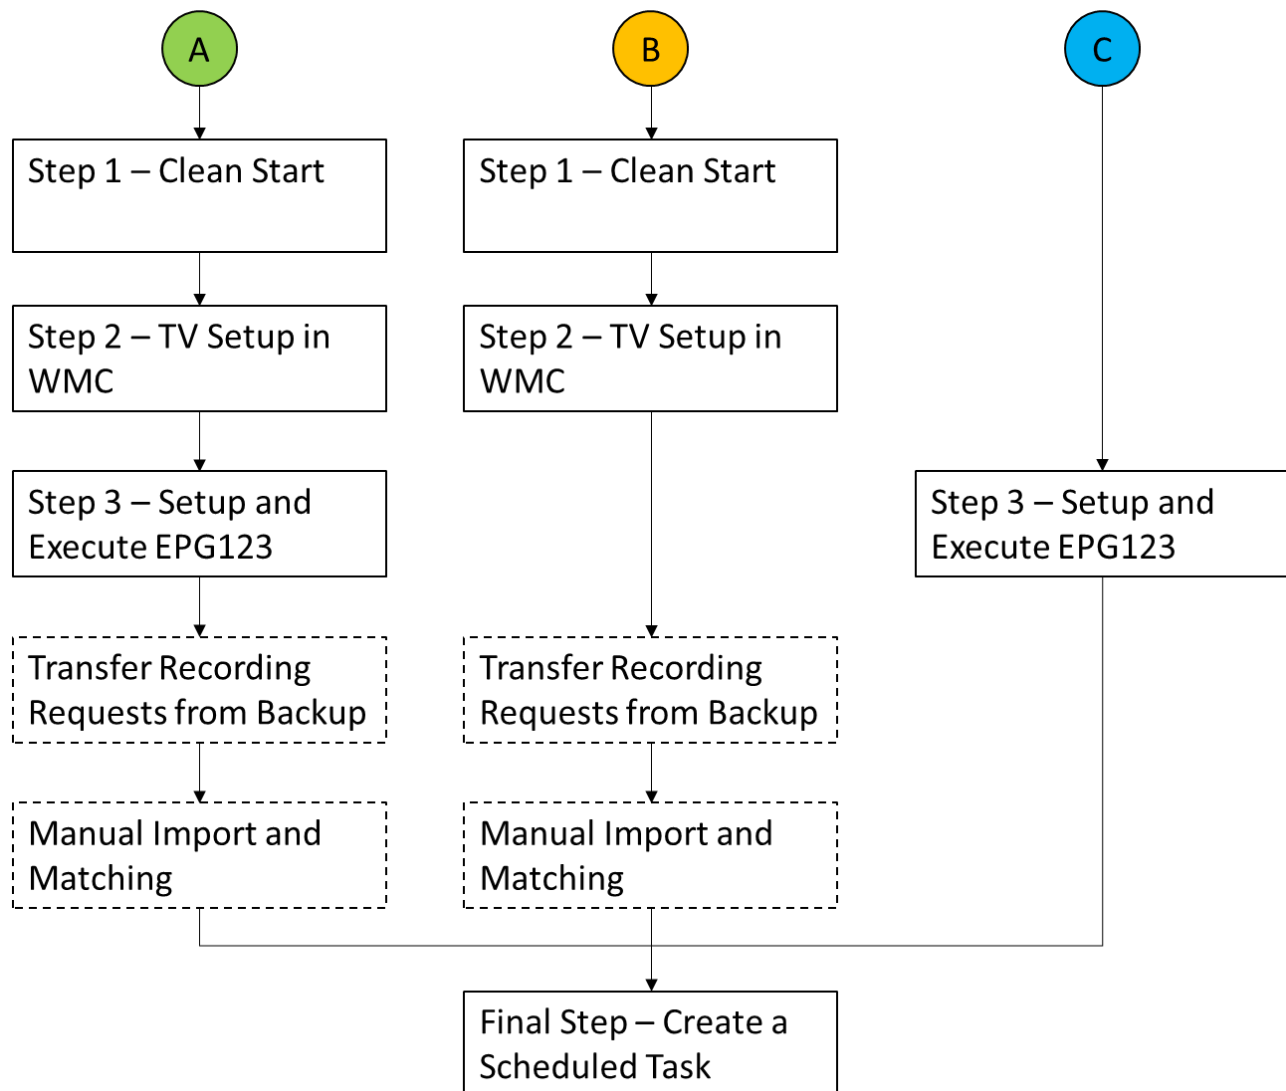 A
B
C
Step 1 – Clean Start
Step 1 – Clean Start
Step 2 – TV Setup in
WMC
Step 2 – TV Setup in
WMC
Step 3 – Setup and
Execute EPG123
Step 3 – Setup and
Execute EPG123
Transfer Recording
Requests from Backup
Transfer Recording
Requests from Backup
Manual Import and
Matching
Manual Import and
Matching
Final Step – Create a
Scheduled Task